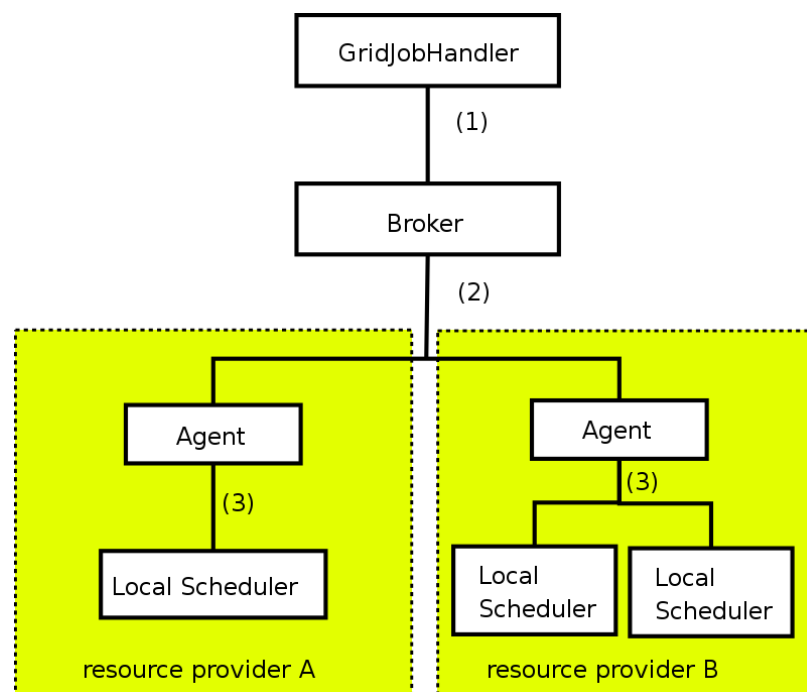 GridJobHandler
(1)
Broker
(2)
Agent
Agent
(3)
(3)
Local Scheduler
Local
Scheduler
Local
Scheduler
resource provider A
resource provider B